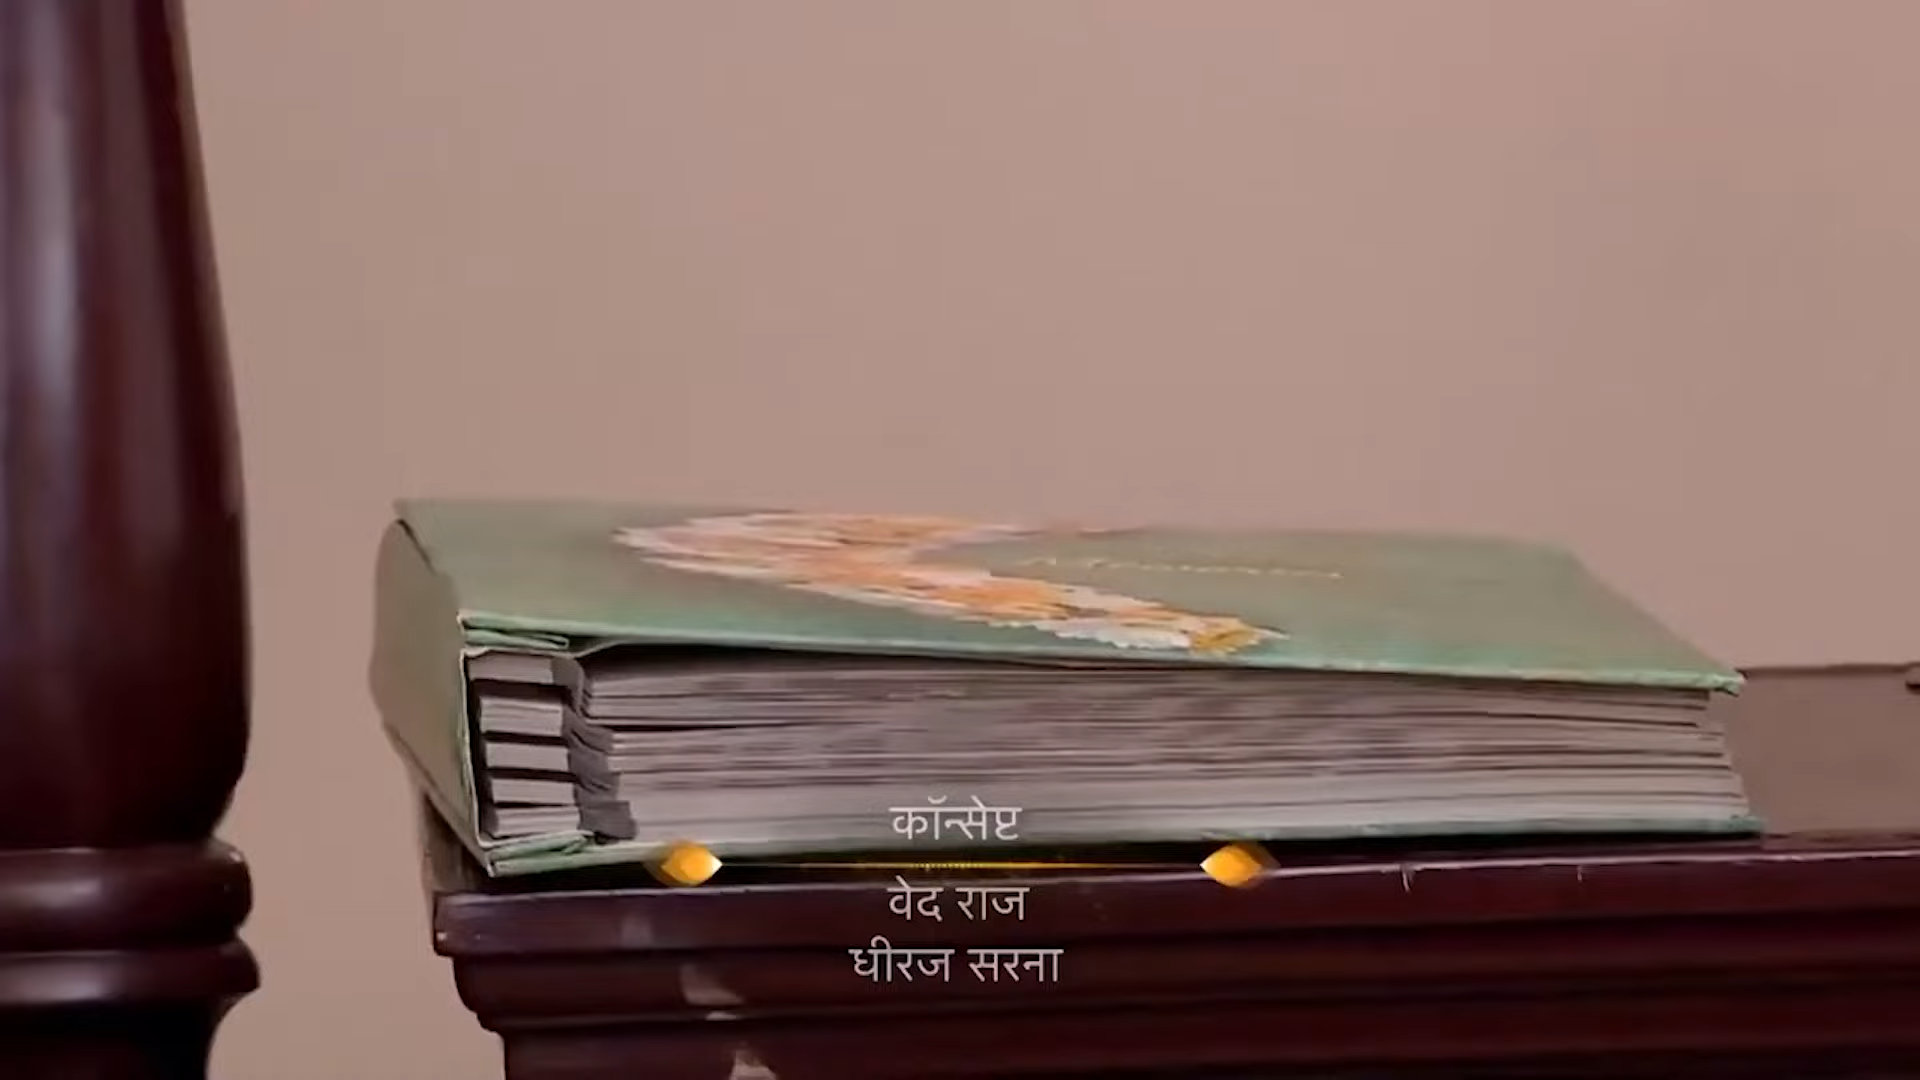 कॉन्सेप्ट
वेद राज
धीरज सरना